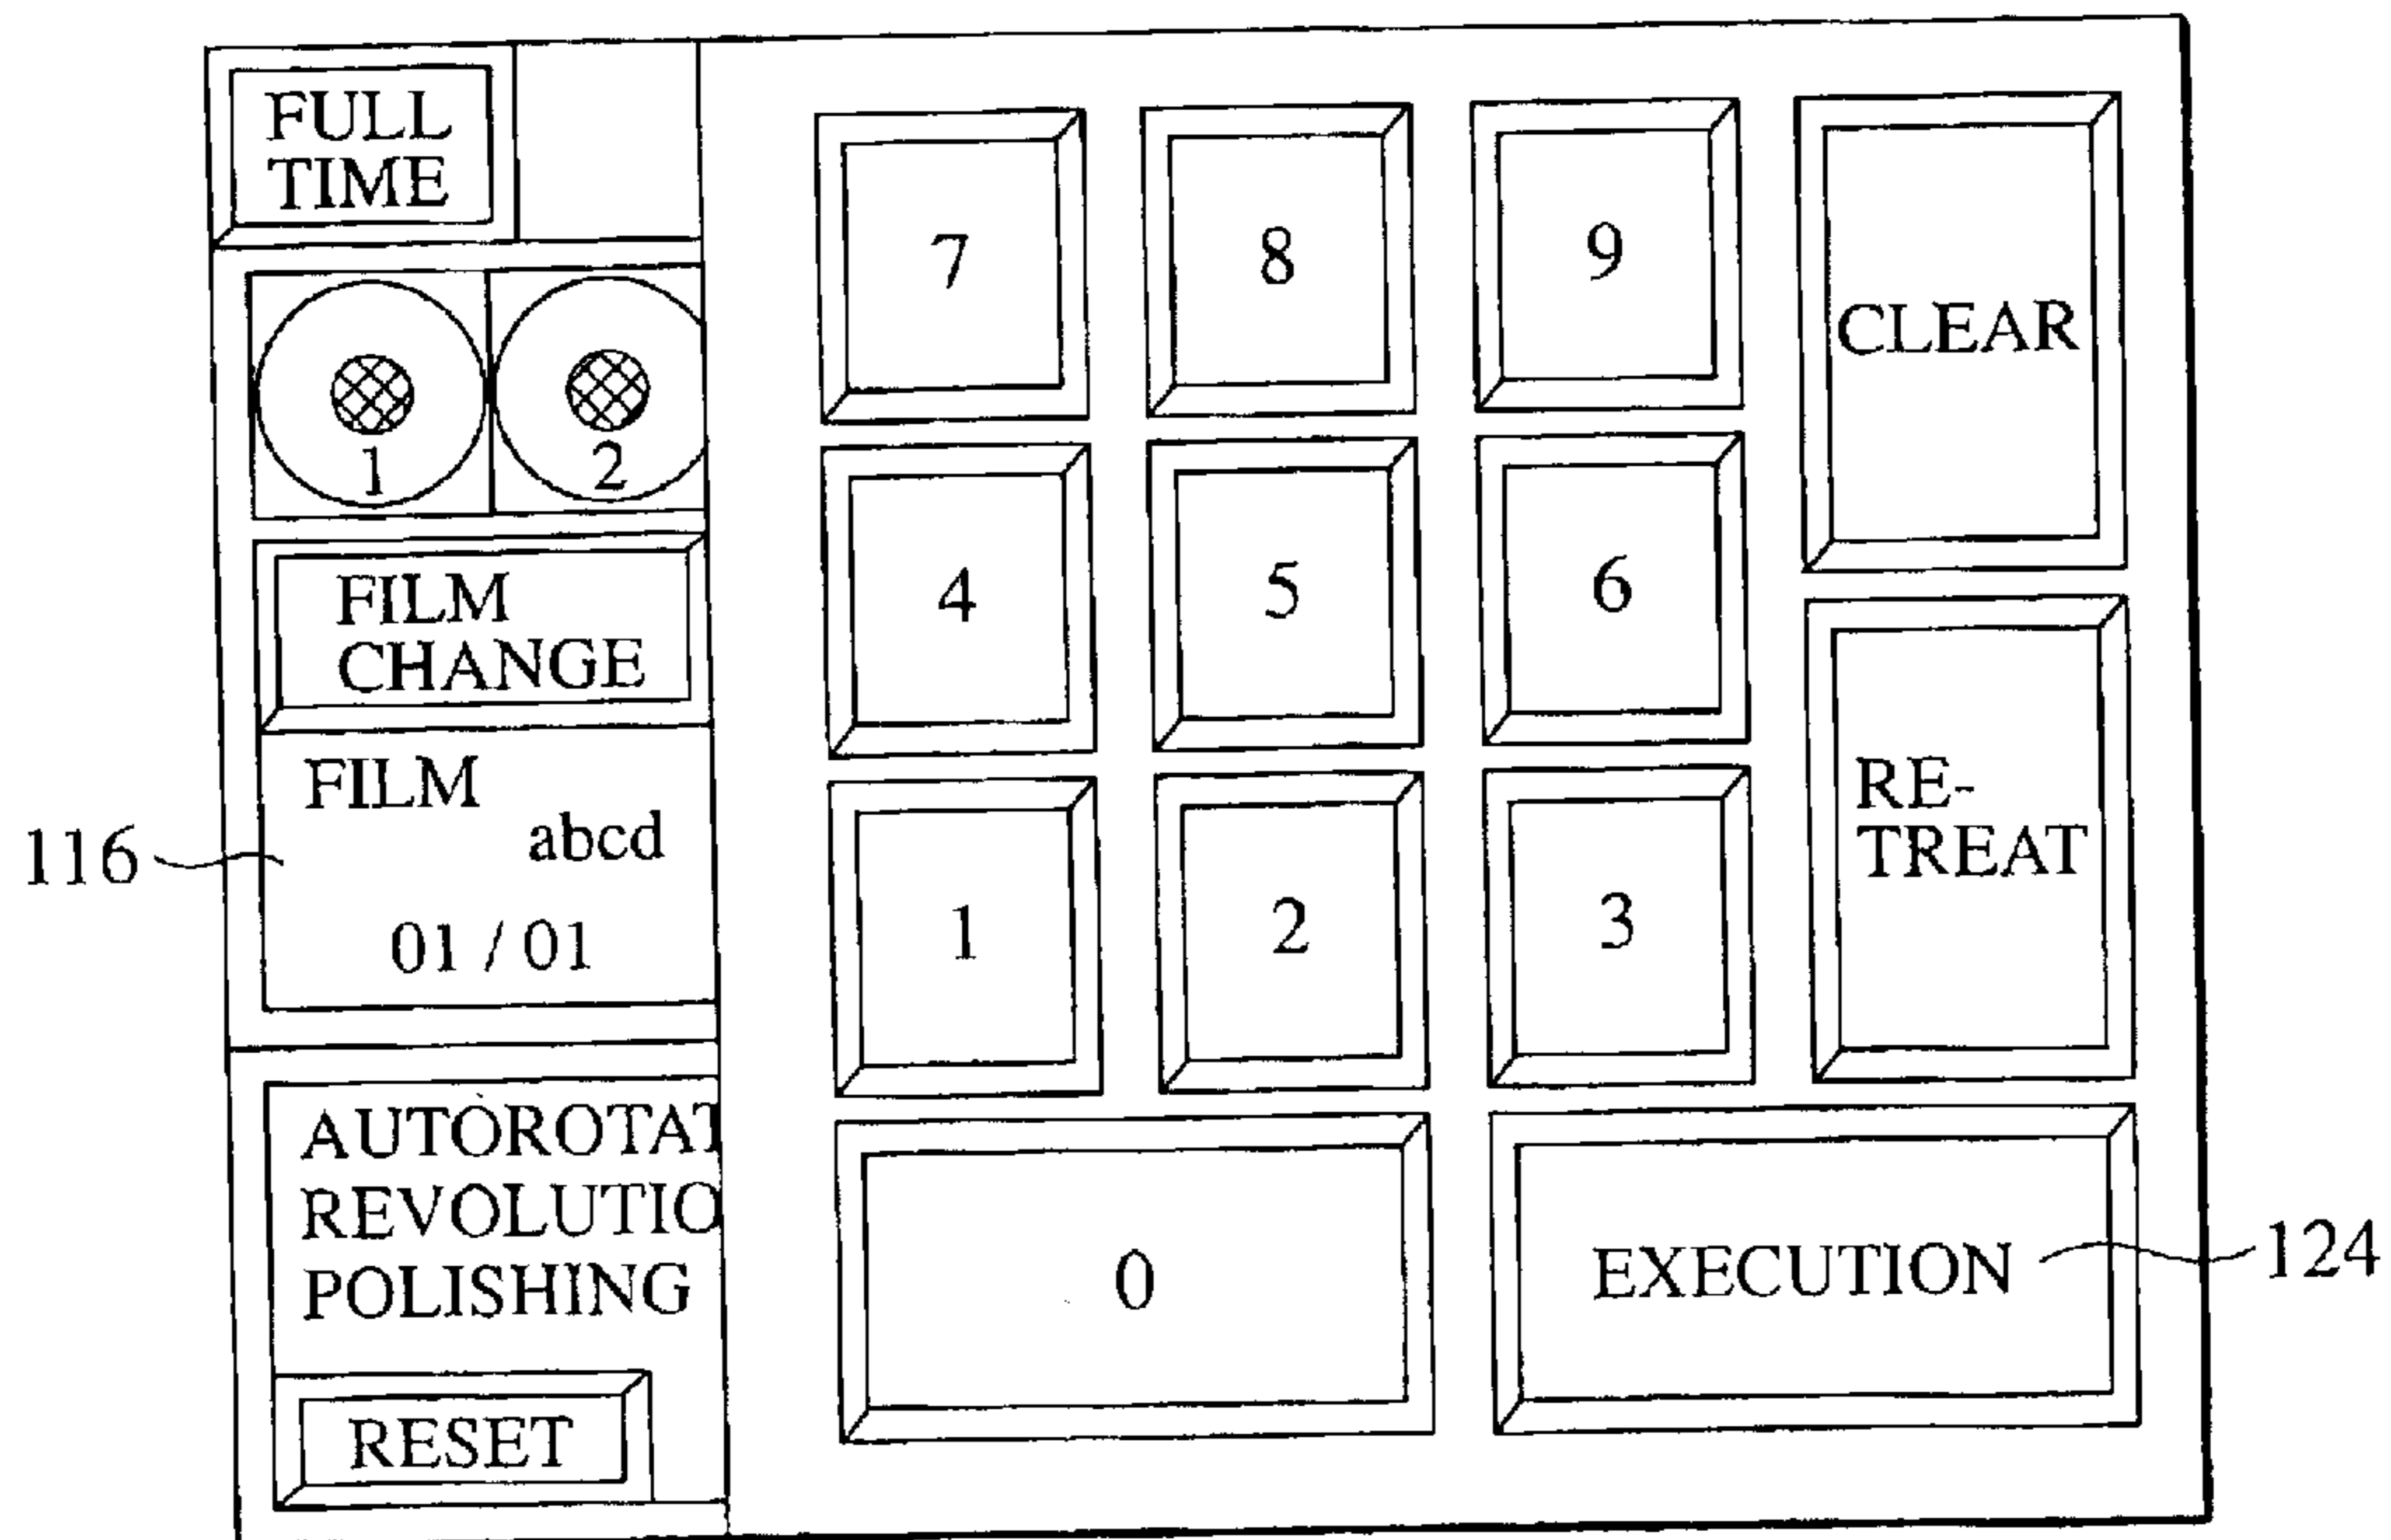 FULL
TIME
1
2
FILM
CHANGE
FILM
abcd
01 / 01
116
AUTOROTAT
REVOLUTIO
POLISHING
RESET
7
8
9
CLEAR
4
5
6
RE-
TREAT
1
2
3
0
EXECUTION
124